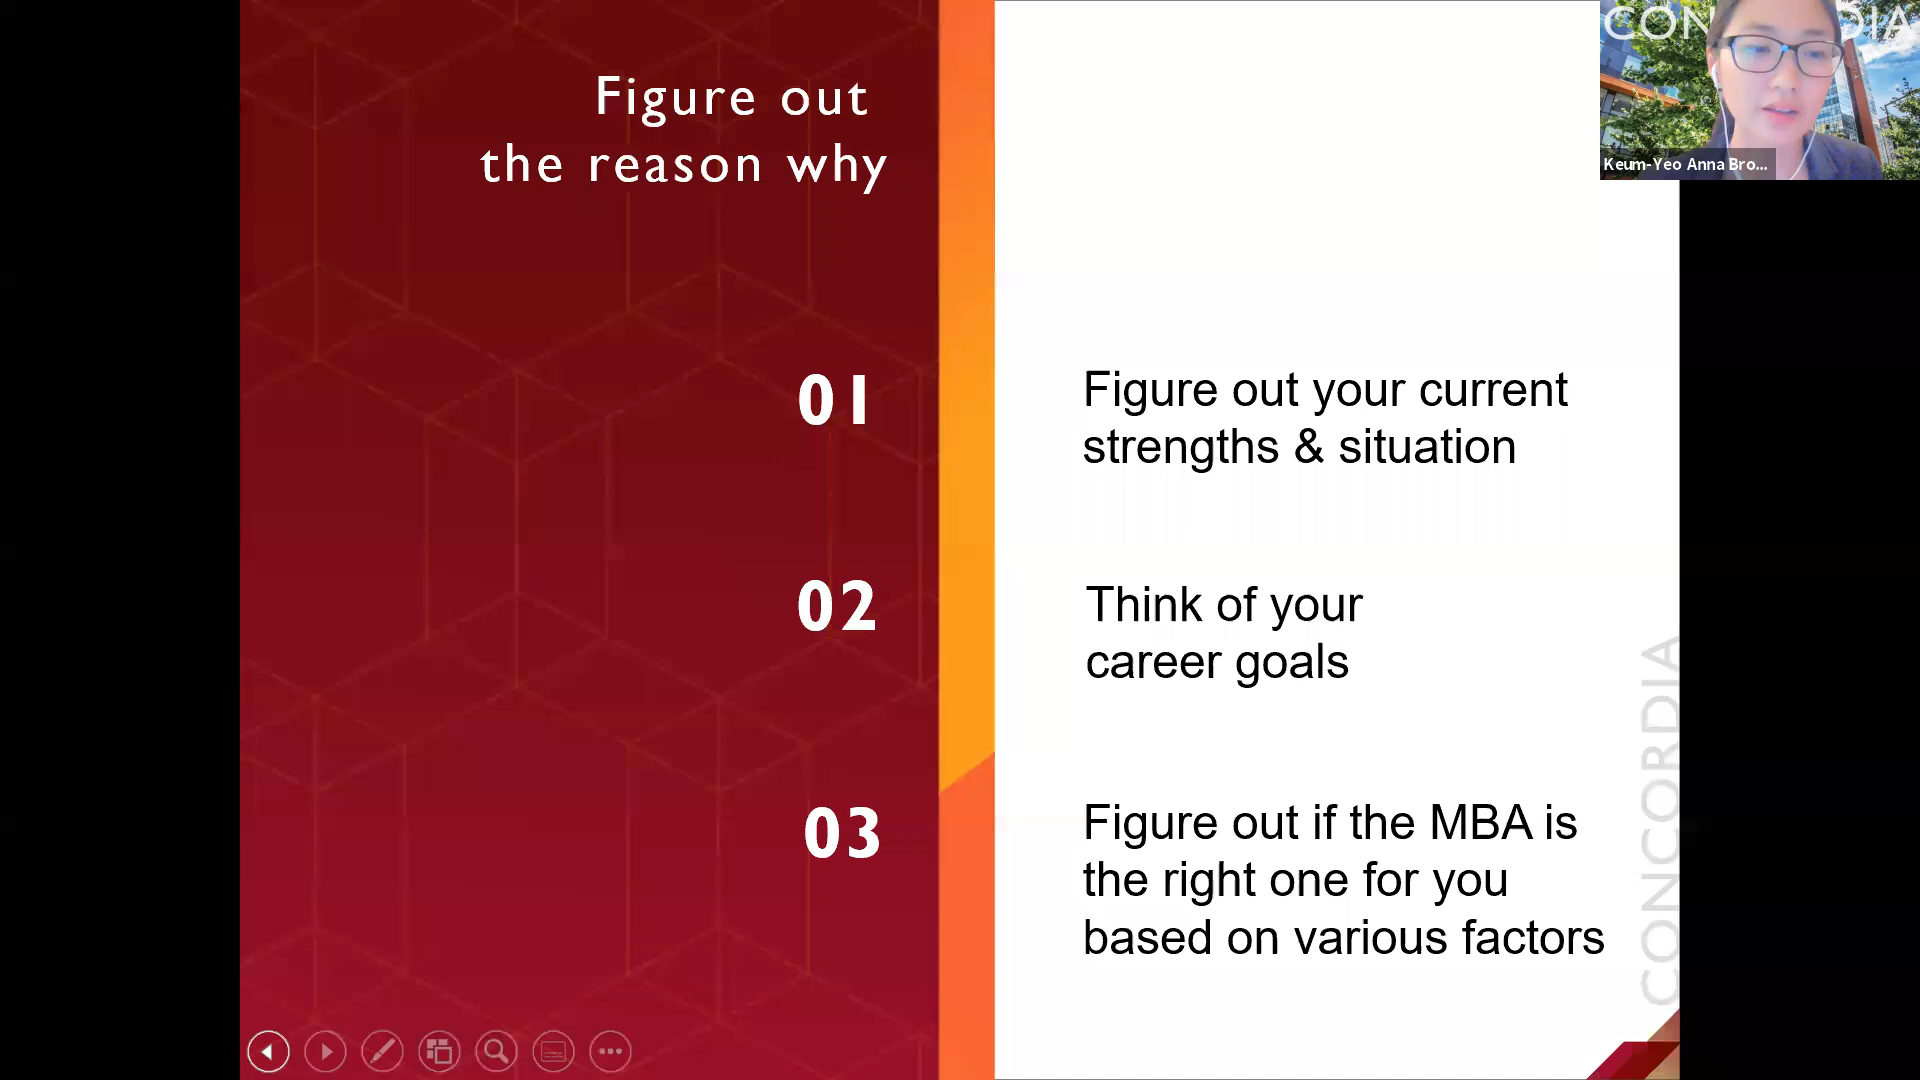 Figure out
the reason why
01
Figure out your current
strengths & situation
02
Think of your
career goals
03
Figure out if the MBA is
the right one for you
based on various factors
CONCORDIA
CON DIA
Keum-Yeo Anna Bro...